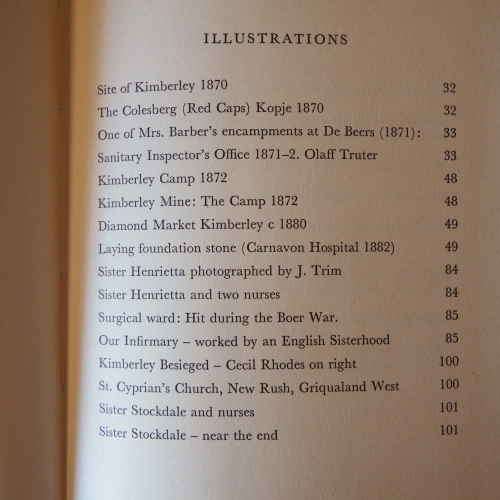 ILLUSTRATIONS
Site of Kimberley 1870 32
The Colesberg (Red Caps) Kopje 1870 32
One of Mrs. Barber's encampments at De Beers (1871): 33
Sanitary Inspector's Office 1871–2. Olaff Truter 33
Kimberley Camp 1872 48
Kimberley Mine: The Camp 1872 48
Diamond Market Kimberley c 1880 49
Laying foundation stone (Carnavon Hospital 1882) 49
Sister Henrietta photographed by J. Trim 84
Sister Henrietta and two nurses 84
Surgical ward: Hit during the Boer War. 85
Our Infirmary – worked by an English Sisterhood 85
Kimberley Besieged – Cecil Rhodes on right 100
St. Cyprian's Church, New Rush, Griqualand West 100
Sister Stockdale and nurses 101
Sister Stockdale – near the end 101